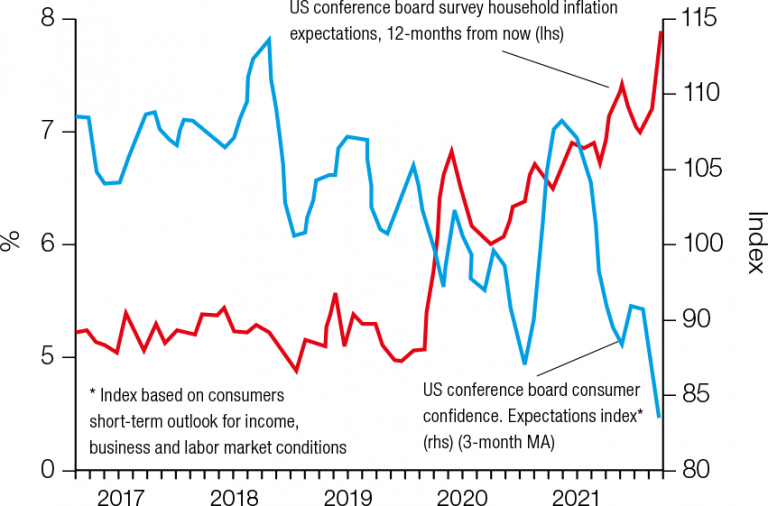 US conference board survey household inflation
expectations, 12-months from now (lhs)
8
7
6
5
0
%
115
110
105
100
90
85
80
Index
* Index based on consumers
short-term outlook for income,
business and labor market conditions
US conference board consumer
confidence. Expectations index*
(rhs) (3-month MA)
2017 2018 2019 2020 2021